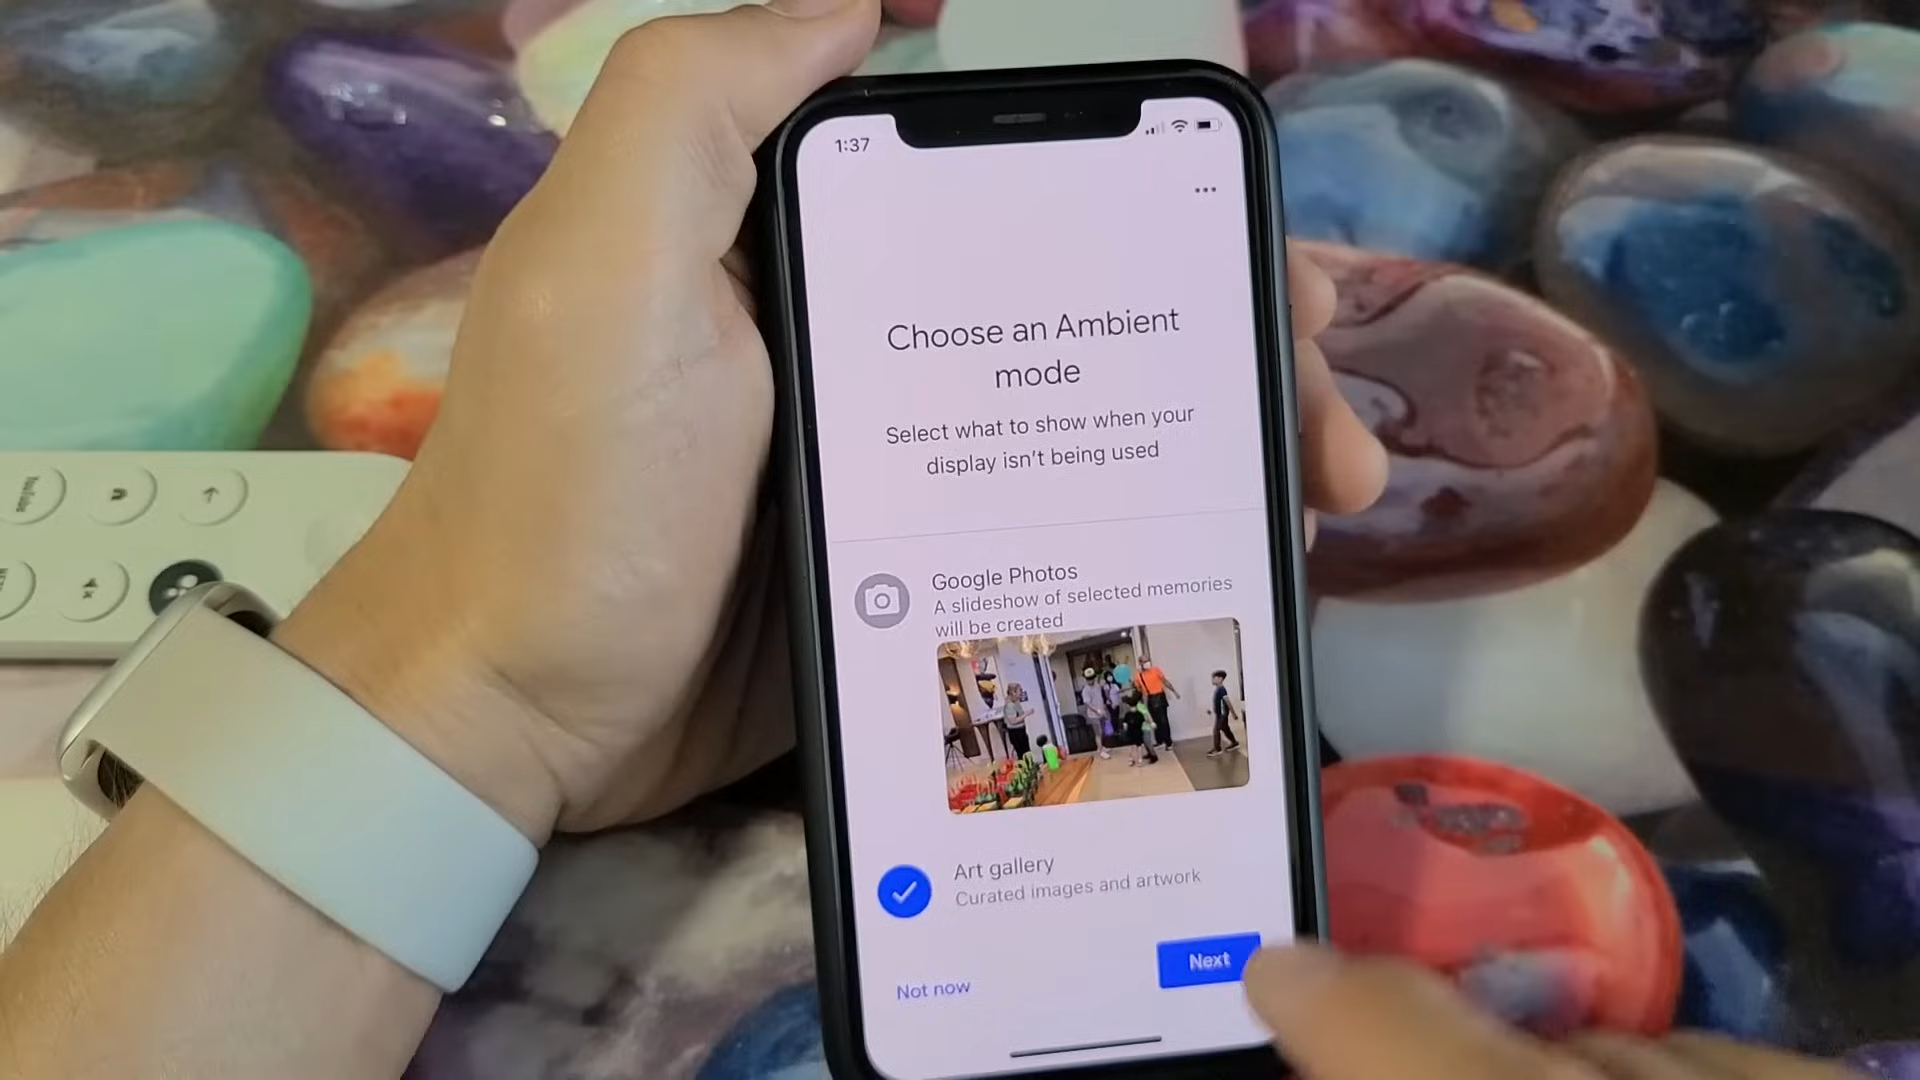 1:37
Choose an Ambient
mode
Select what to show when your
display isn't being used
Google Photos
A slideshow of selected memories
will be created
Art gallery
Curated images and artwork
Next
Not now
YouTube